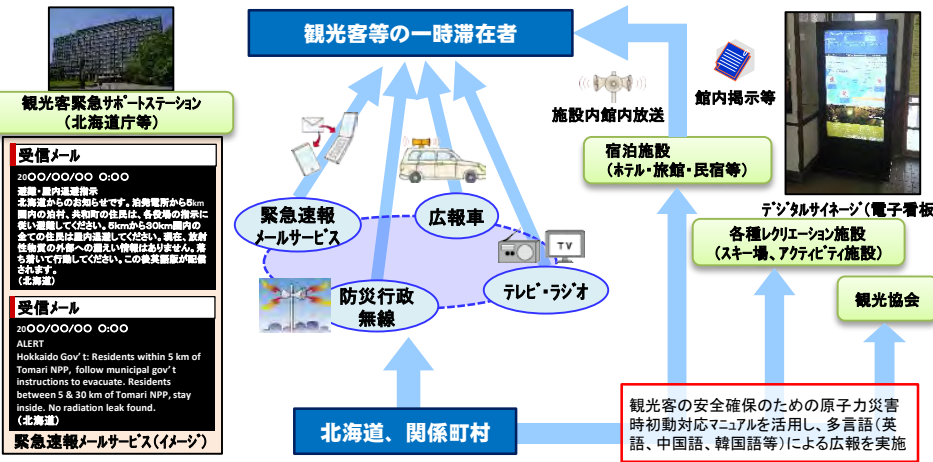 観光客等の一時滞在者
観光客緊急サポートステーション
(北海道庁等)
受信メール
20〇〇/〇〇/〇〇 〇:〇〇
避難・屋内退避指示
北海道からのお知らせです。泊発電所から5km
圏内の泊村、共和町の住民は、各役場の指示に
従い避難してください。5kmから30km圏内の
全ての住民は屋内退避してください。現在、放射
性物質の外部への漏えい情報はありません。落
ち着いて行動してください。この後英語版が配信
されます。
(北海道)
受信メール
20〇〇/〇〇/〇〇 〇:〇〇
ALERT
Hokkaido Gov't: Residents within 5 km of
Tomari NPP, follow municipal gov't
instructions to evacuate. Residents
between 5 & 30 km of Tomari NPP, stay
inside. No radiation leak found.
(北海道)
緊急速報メールサービス(イメージ)
緊急速報
メールサービス
広報車
防災行政
無線
TV
テレビ・ラジオ
北海道、関係町村
施設内館内放送
館内掲示等
宿泊施設
(ホテル・旅館・民宿等)
デジタルサイネージ(電子看板
各種レクリエーション施設
(スキー場、アクティビティ施設)
観光協会
観光客の安全確保のための原子力災害
時初動対応マニュアルを活用し、多言語(英
語、中国語、韓国語等)による広報を実施